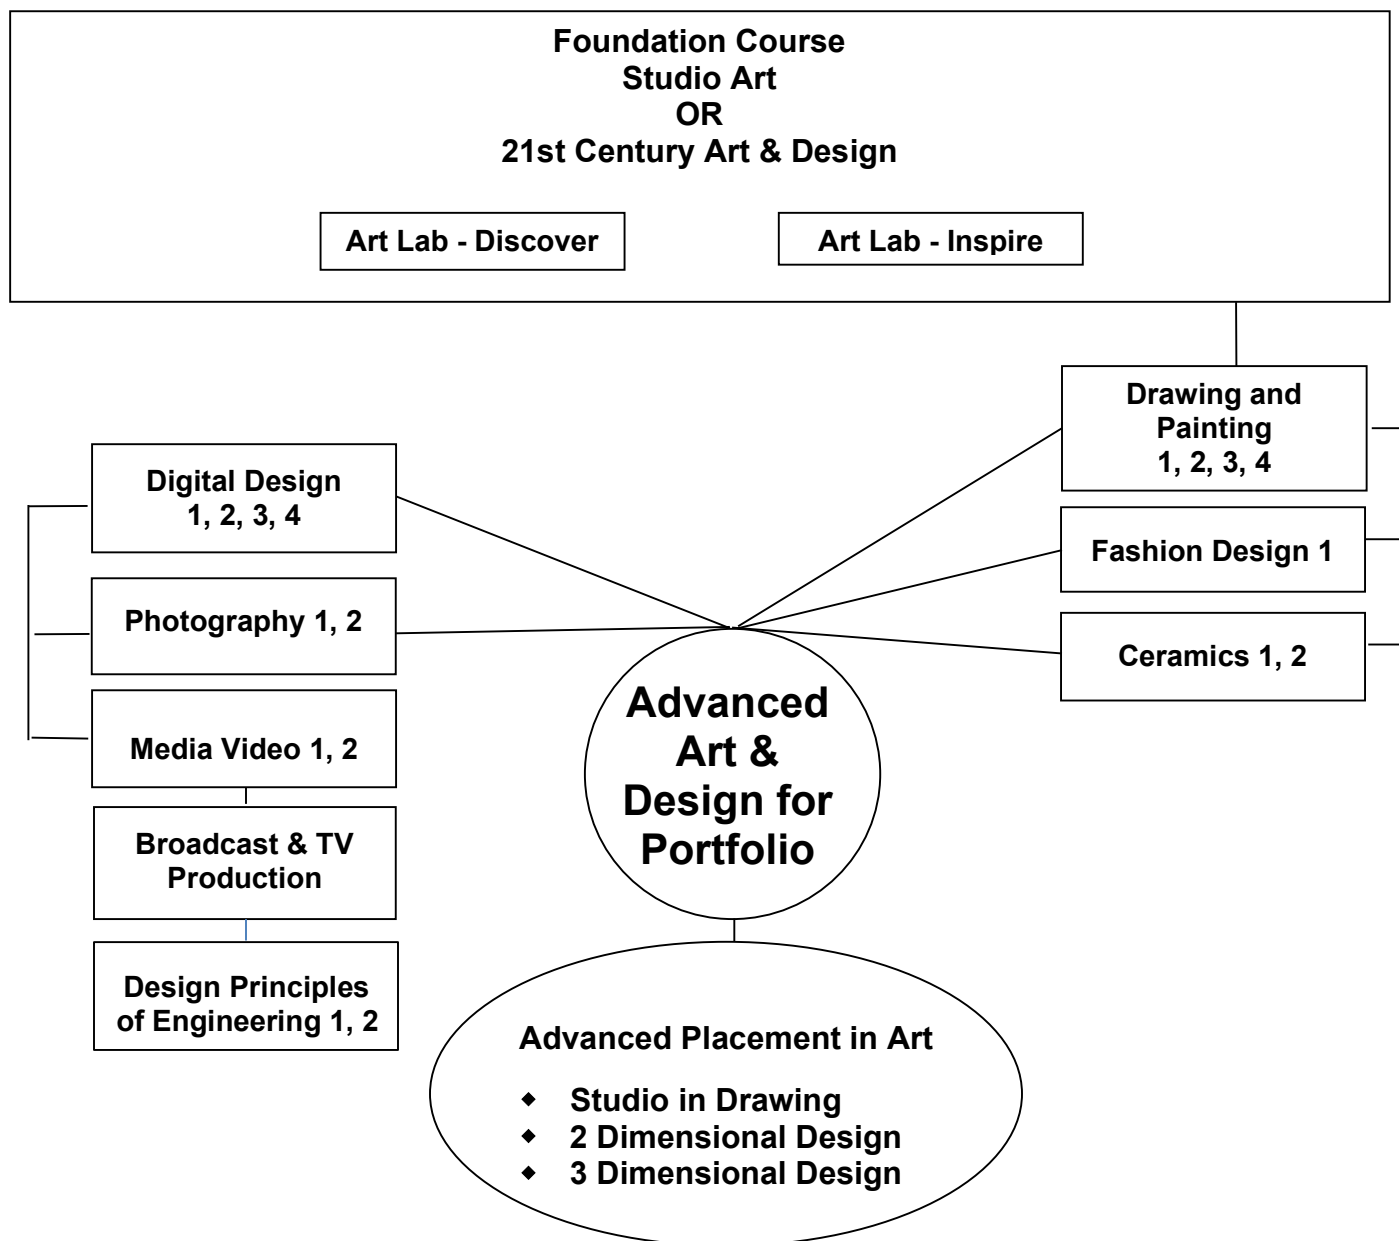 Foundation Course
Studio Art
OR
21st Century Art & Design
Art Lab - Discover
Art Lab - Inspire
Drawing and
Painting
1, 2, 3, 4
Digital Design
1, 2, 3, 4
Fashion Design 1
Photography 1, 2
Ceramics 1, 2
Media Video 1, 2
Advanced
Art &
Design for
Portfolio
Broadcast & TV
Production
Design Principles
of Engineering 1, 2
Advanced Placement in Art
◆ Studio in Drawing
◆ 2 Dimensional Design
◆ 3 Dimensional Design